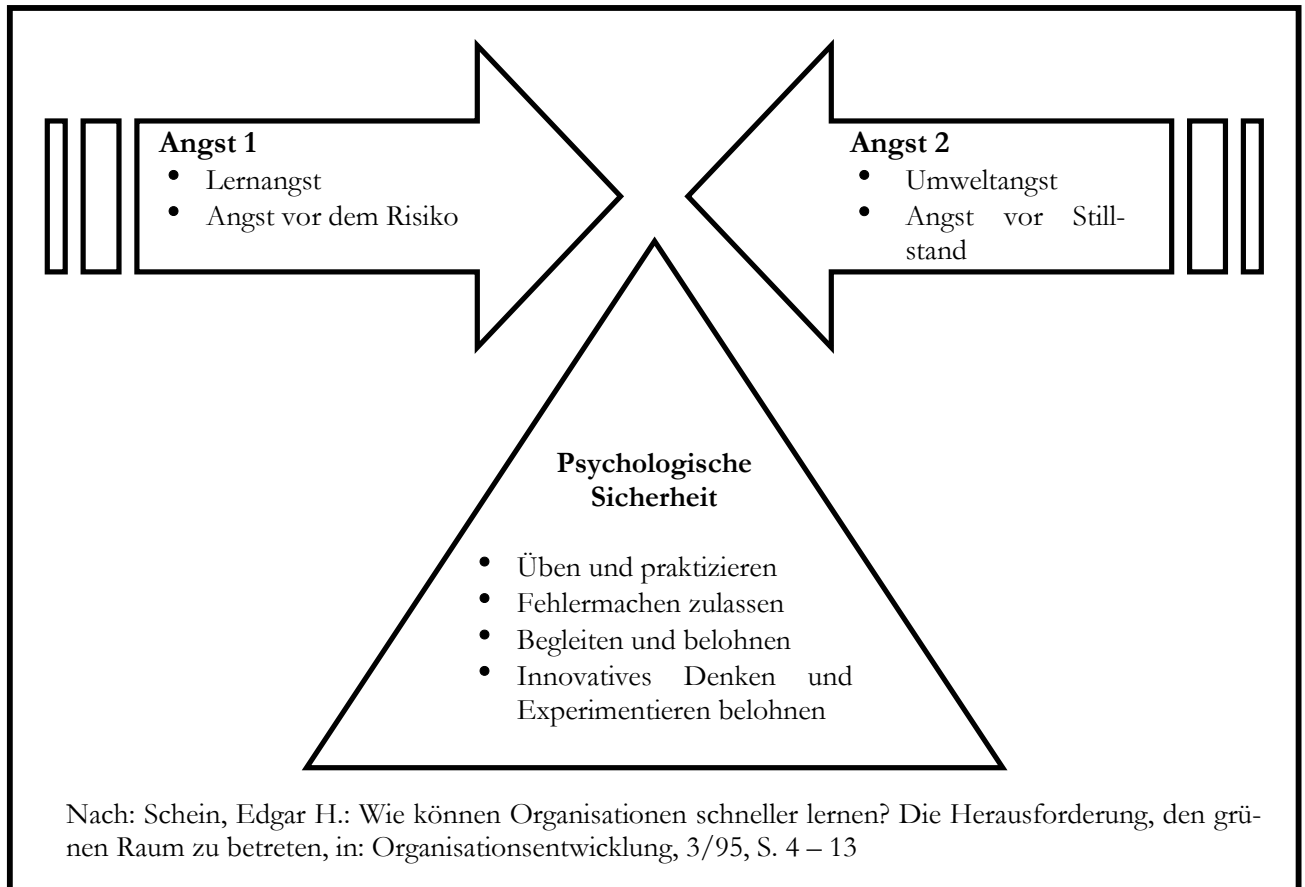 Angst 1
• Lernangst
• Angst vor dem Risiko
Angst 2
• Umweltangst
• Angst vor Still-
stand
Psychologische
Sicherheit
• Üben und praktizieren
• Fehlermachen zulassen
• Begleiten und belohnen
• Innovatives Denken und
Experimentieren belohnen
Nach: Schein, Edgar H.: Wie können Organisationen schneller lernen? Die Herausforderung, den grü-
nen Raum zu betreten, in: Organisationsentwicklung, 3/95, S. 4 – 13